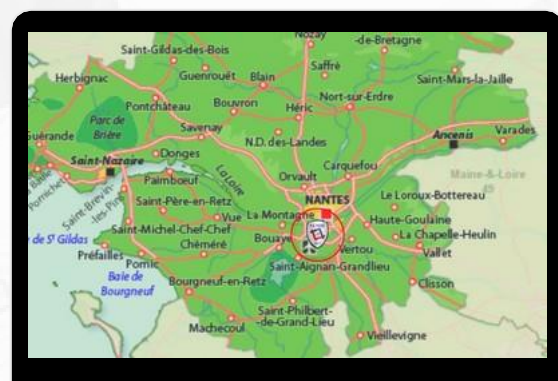 Nozay
-de-Bretagne
Saint-Gildas-des-Bois
Saffré
Herbignac
Guenrouët
Blain
Saint-Mars-la-Jaille
Nort-sur-Erdre
Pontchâteau
Bouvron
Héric
Parc de
Brière
Savenay
Ancenis
Varades
Guérande
N.D.des-Landes
Donges
Saint-Nazaire
La Loire
Carquefou
Maine & Loire
49
Pornichet
Paimbœuf
Orvault
Saint-Brévin
-les-Pins
Saint-Père-en-Retz
NANTES
Le Loroux-Bottereau
Vue
La Montagne
Haute-Goulaine
Saint-Michel-Chef-Chef
La Chapelle-Heulin
e de St Gildas
Chéméré
Bouaye
Vertou
Vallet
Préfailles
Pornic
Saint-Aignan-Grandlieu
Baie de
Bourgneuf
Bourgneuf-en-Retz
Clisson
Saint-Philbert-
-de-Grand-Lieu
Machecoul
Vieillevigne